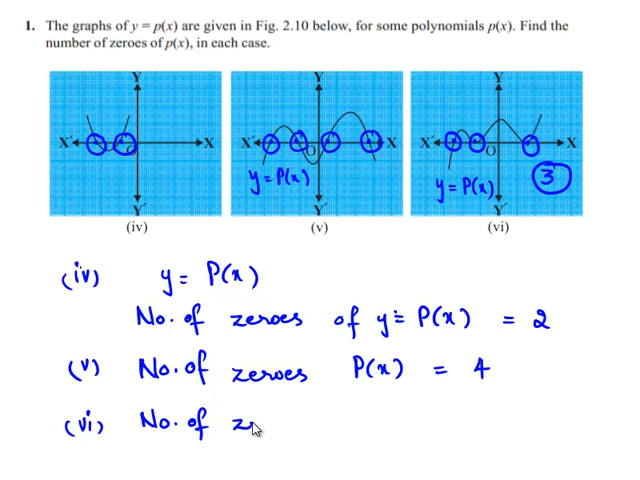 1. The graphs of y = p(x) are given in Fig. 2.10 below, for some polynomials p(x). Find the
number of zeroes of p(x), in each case.
Y Y Y
X′ X X′ X X′ X
O O O
y = P(x) y = P(x) 3
Y′ Y′ Y′
(iv) (v) (vi)
(iv) y = P(x)
No. of zeroes of y = P(x) = 2
(v) No. of zeroes P(x) = 4
(vi) No. of z